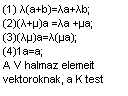 (1) λ(a+b)=λa+λb;
(2)(λ+μ)a =λa +μa;
(3)(λμ)a=λ(μa);
(4)1a=a;
A V halmaz elemeit
vektoroknak, a K test